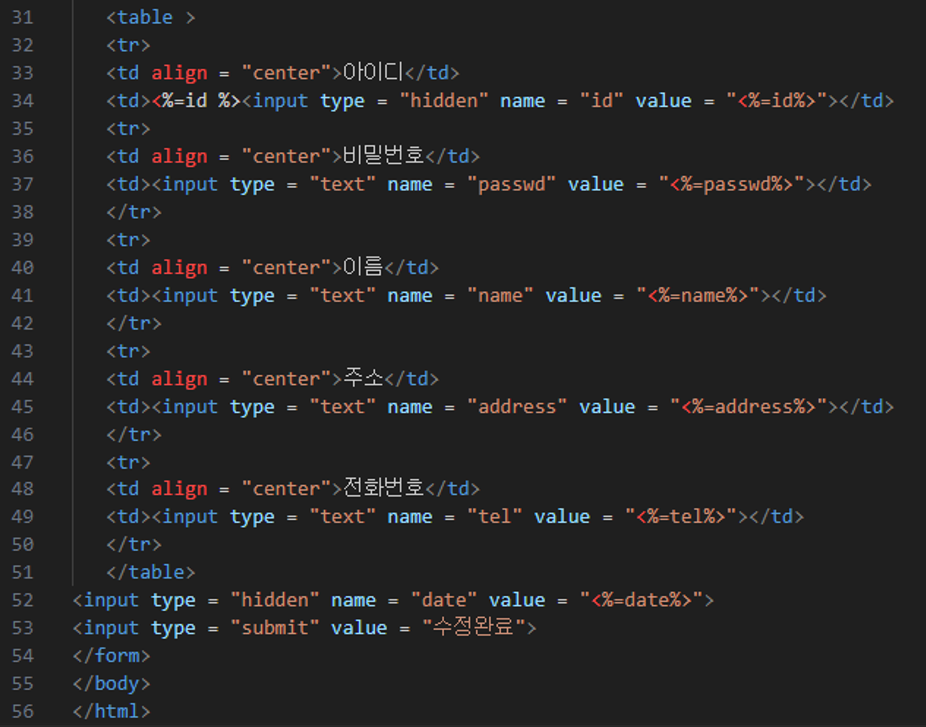 31 <table >
32 <tr>
33 <td align = "center">아이디</td>
34 <td><%=id %><input type = "hidden" name = "id" value = "<%=id%>"></td>
35 <tr>
36 <td align = "center">비밀번호</td>
37 <td><input type = "text" name = "passwd" value = "<%=passwd%>"></td>
38 </tr>
39 <tr>
40 <td align = "center">이름</td>
41 <td><input type = "text" name = "name" value = "<%=name%>"></td>
42 </tr>
43 <tr>
44 <td align = "center">주소</td>
45 <td><input type = "text" name = "address" value = "<%=address%>"></td>
46 </tr>
47 <tr>
48 <td align = "center">전화번호</td>
49 <td><input type = "text" name = "tel" value = "<%=tel%>"></td>
50 </tr>
51 </table>
52 <input type = "hidden" name = "date" value = "<%=date%>">
53 <input type = "submit" value = "수정완료">
54 </form>
55 </body>
56 </html>